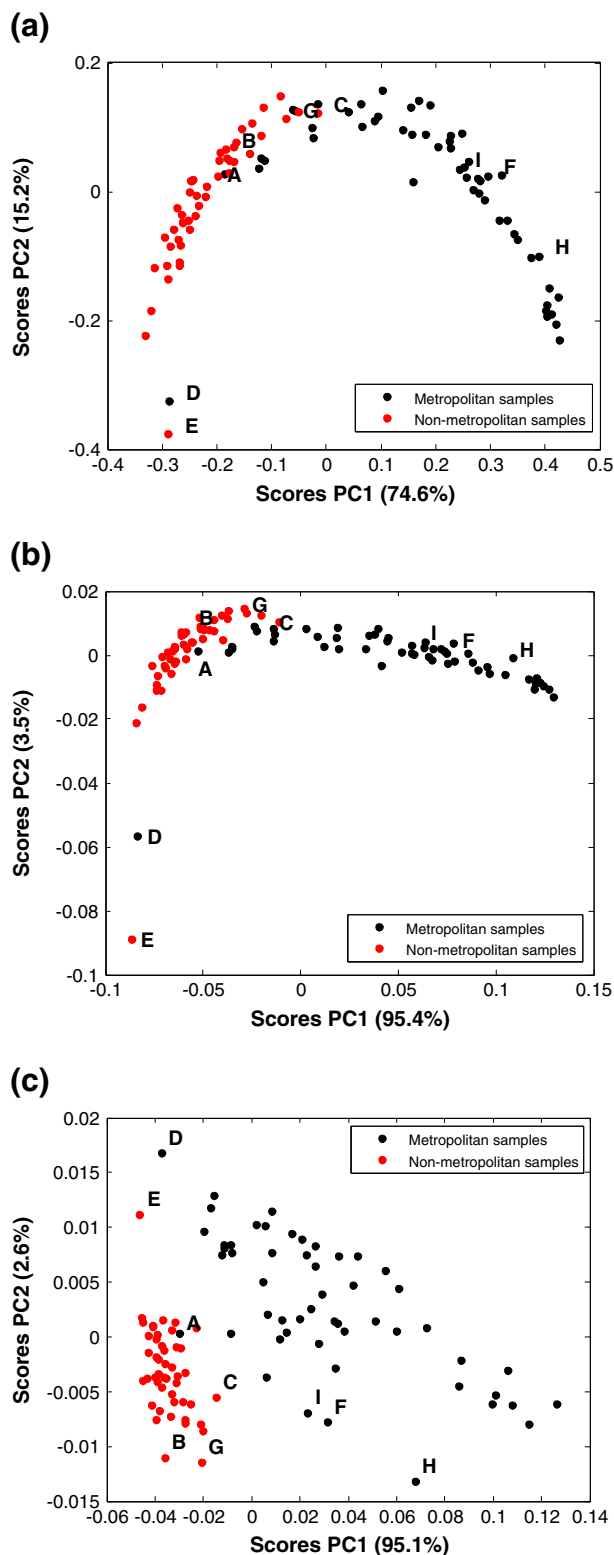 (a)
0.2
0
-0.2
-0.4
Scores PC2 (15.2%)
A
B
C
D
E
F
G
H
I
Metropolitan samples
Non-metropolitan samples
-0.4 -0.3 -0.2 -0.1 0 0.1 0.2 0.3 0.4 0.5
Scores PC1 (74.6%)
(b)
0.02
0
-0.02
-0.04
-0.06
-0.08
-0.1
Scores PC2 (3.5%)
A
B
C
D
E
F
G
H
I
Metropolitan samples
Non-metropolitan samples
-0.1 -0.05 0 0.05 0.1 0.15
Scores PC1 (95.4%)
(c)
0.02
0.015
0.01
0.005
0
-0.005
-0.01
-0.015
Scores PC2 (2.6%)
Metropolitan samples
Non-metropolitan samples
D
E
A
C
I
F
B
G
H
-0.06 -0.04 -0.02 0 0.02 0.04 0.06 0.08 0.1 0.12 0.14
Scores PC1 (95.1%)